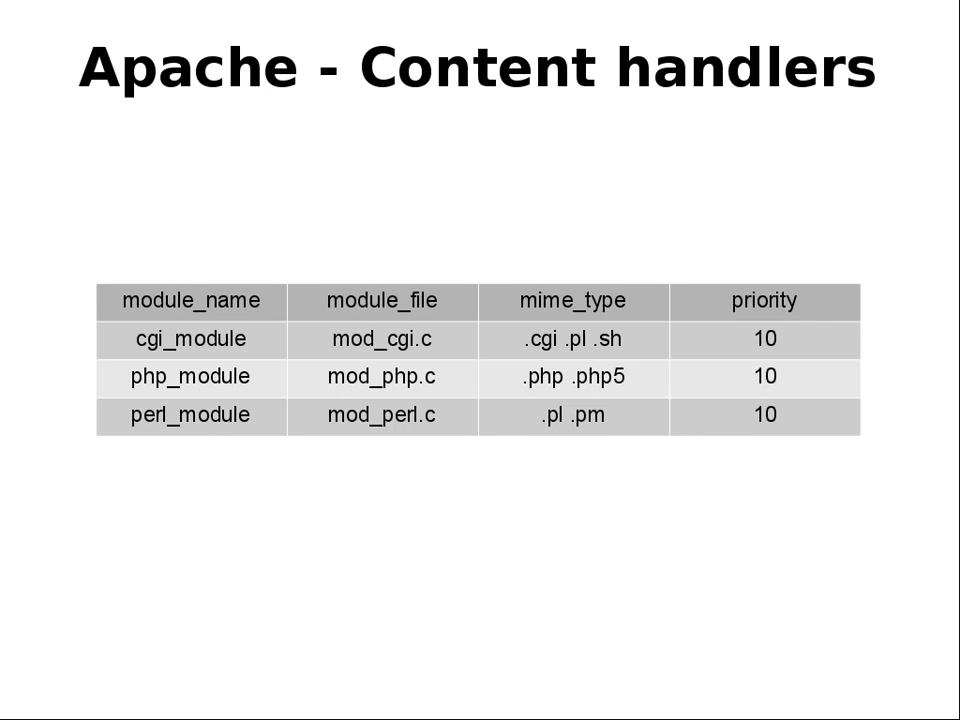 Apache - Content handlers
module_name module_file mime_type priority
cgi_module mod_cgi.c .cgi .pl .sh 10
php_module mod_php.c .php .php5 10
perl_module mod_perl.c .pl .pm 10